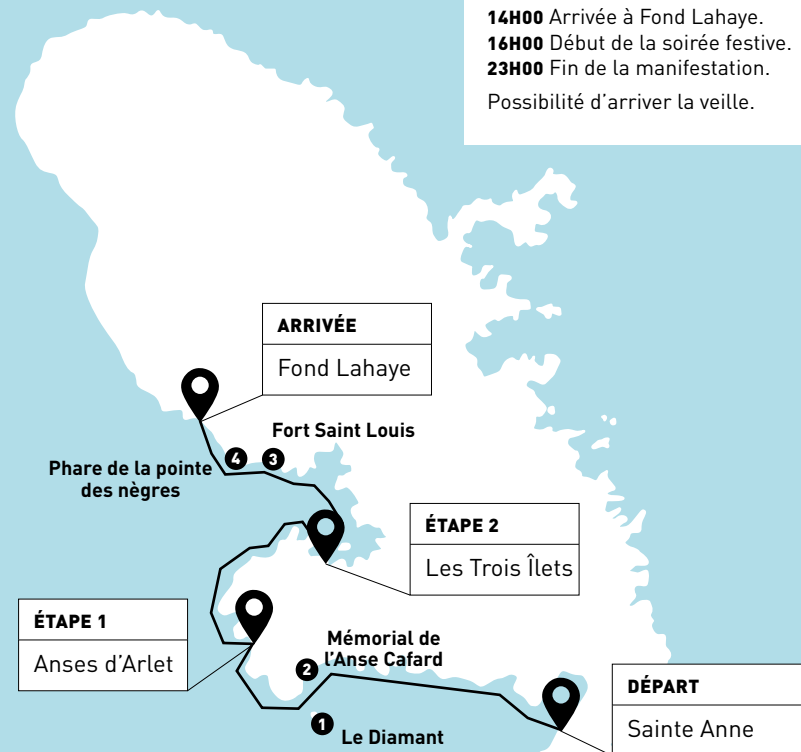 14H00 Arrivée à Fond Lahaye.
16H00 Début de la soirée festive.
23H00 Fin de la manifestation.
Possibilité d’arriver la veille.
ARRIVÉE
Fond Lahaye
Fort Saint Louis
4
3
Phare de la pointe
des nègres
ÉTAPE 2
Les Trois Îlets
ÉTAPE 1
Anses d’Arlet
Mémorial de
l’Anse Cafard
2
DÉPART
Sainte Anne
1
Le Diamant